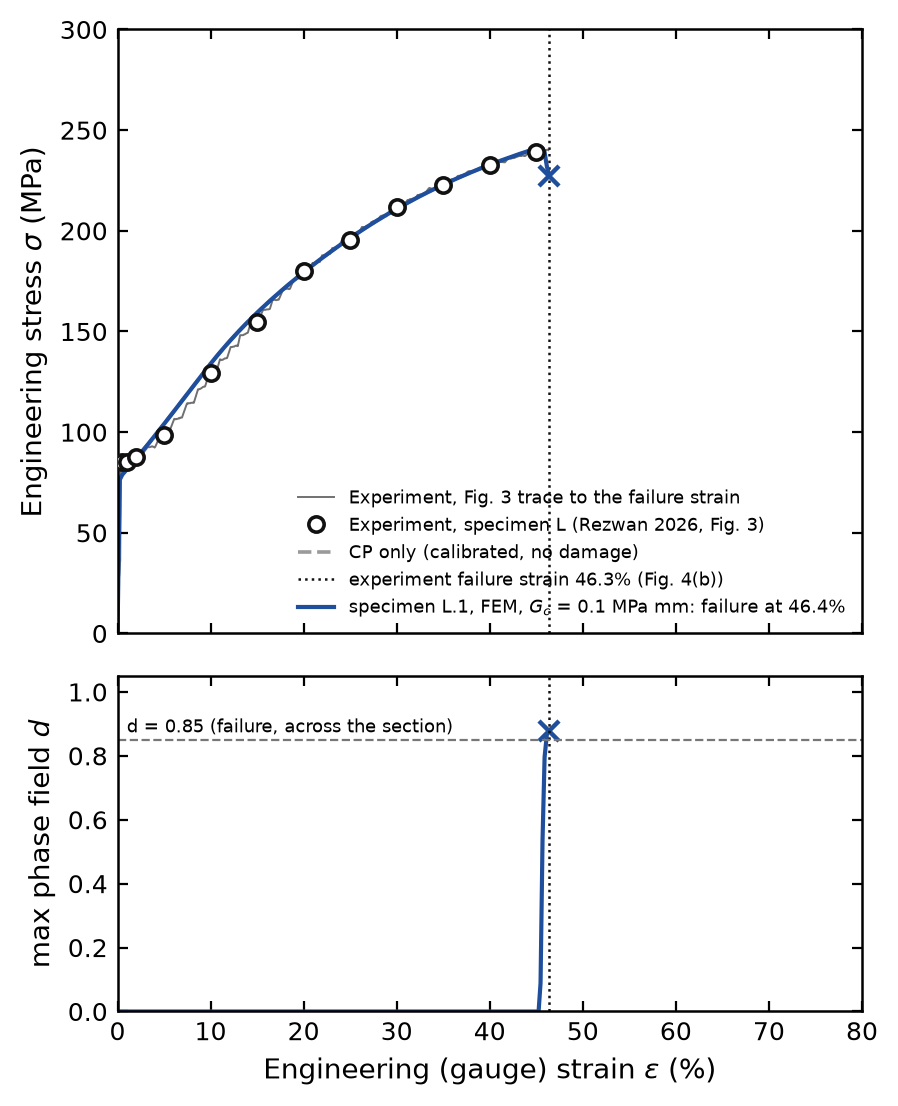 300
250
200
150
100
50
0
Engineering stress σ (MPa)
Experiment, Fig. 3 trace to the failure strain
Experiment, specimen L (Rezwan 2026, Fig. 3)
CP only (calibrated, no damage)
experiment failure strain 46.3% (Fig. 4(b))
specimen L.1, FEM, G_c = 0.1 MPa mm: failure at 46.4%
1.0
0.8
0.6
0.4
0.2
0.0
max phase field d
d = 0.85 (failure, across the section)
0 10 20 30 40 50 60 70 80
Engineering (gauge) strain ε (%)